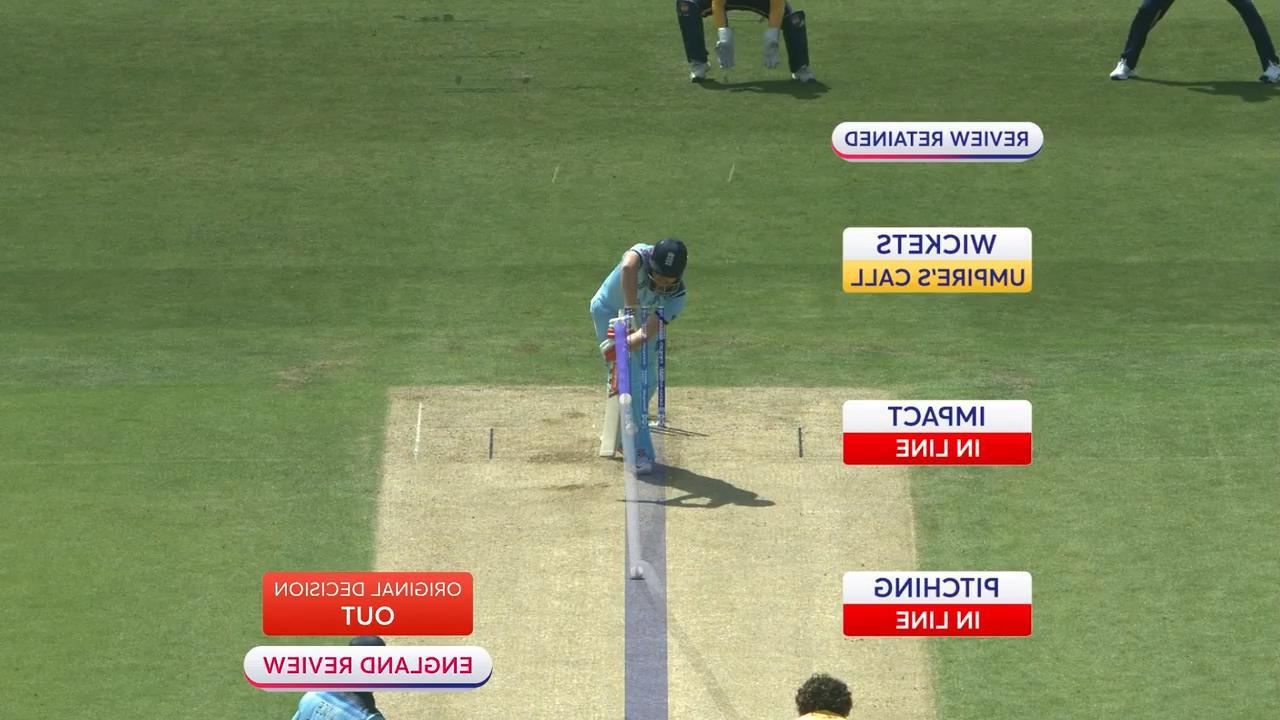 REVIEW RETAINED
WICKETS
UMPIRE'S CALL
IMPACT
IN LINE
PITCHING
IN LINE
ORIGINAL DECISION
OUT
ENGLAND REVIEW